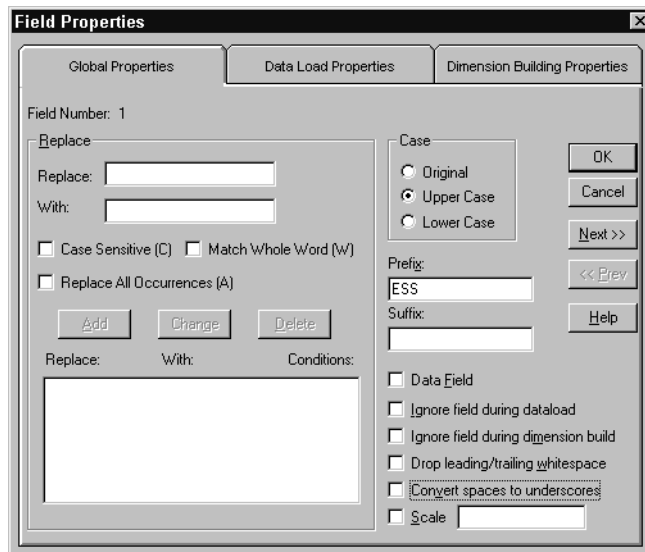 Field Properties
Global Properties
Data Load Properties
Dimension Building Properties
Field Number: 1
Replace
Replace:
With:
Case Sensitive (C)
Match Whole Word (W)
Replace All Occurrences (A)
Add
Change
Delete
Replace:
With:
Conditions:
Case
Original
Upper Case
Lower Case
Prefix:
ESS
Suffix:
Data Field
Ignore field during dataload
Ignore field during dimension build
Drop leading/trailing whitespace
Convert spaces to underscores
Scale
OK
Cancel
Next >>
<< Prev
Help